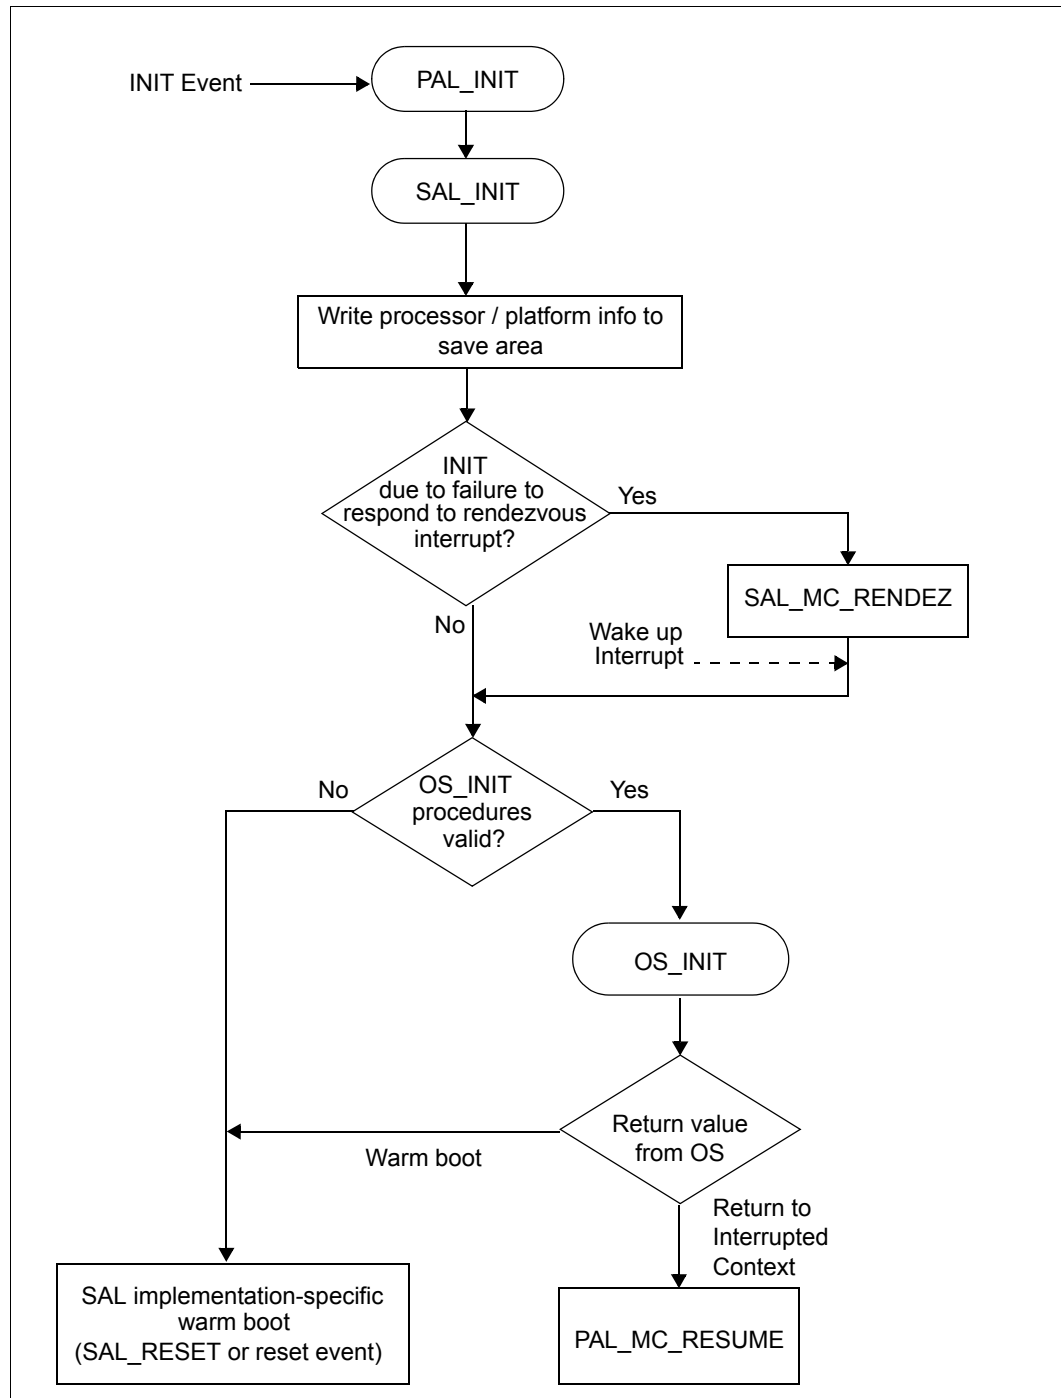 INIT Event
PAL_INIT
SAL_INIT
Write processor / platform info to
save area
INIT
due to failure to
respond to rendezvous
interrupt?
Yes
No
SAL_MC_RENDEZ
Wake up
Interrupt
OS_INIT
procedures
valid?
No
Yes
OS_INIT
Return value
from OS
Warm boot
Return to
Interrupted
Context
SAL implementation-specific
warm boot
(SAL_RESET or reset event)
PAL_MC_RESUME